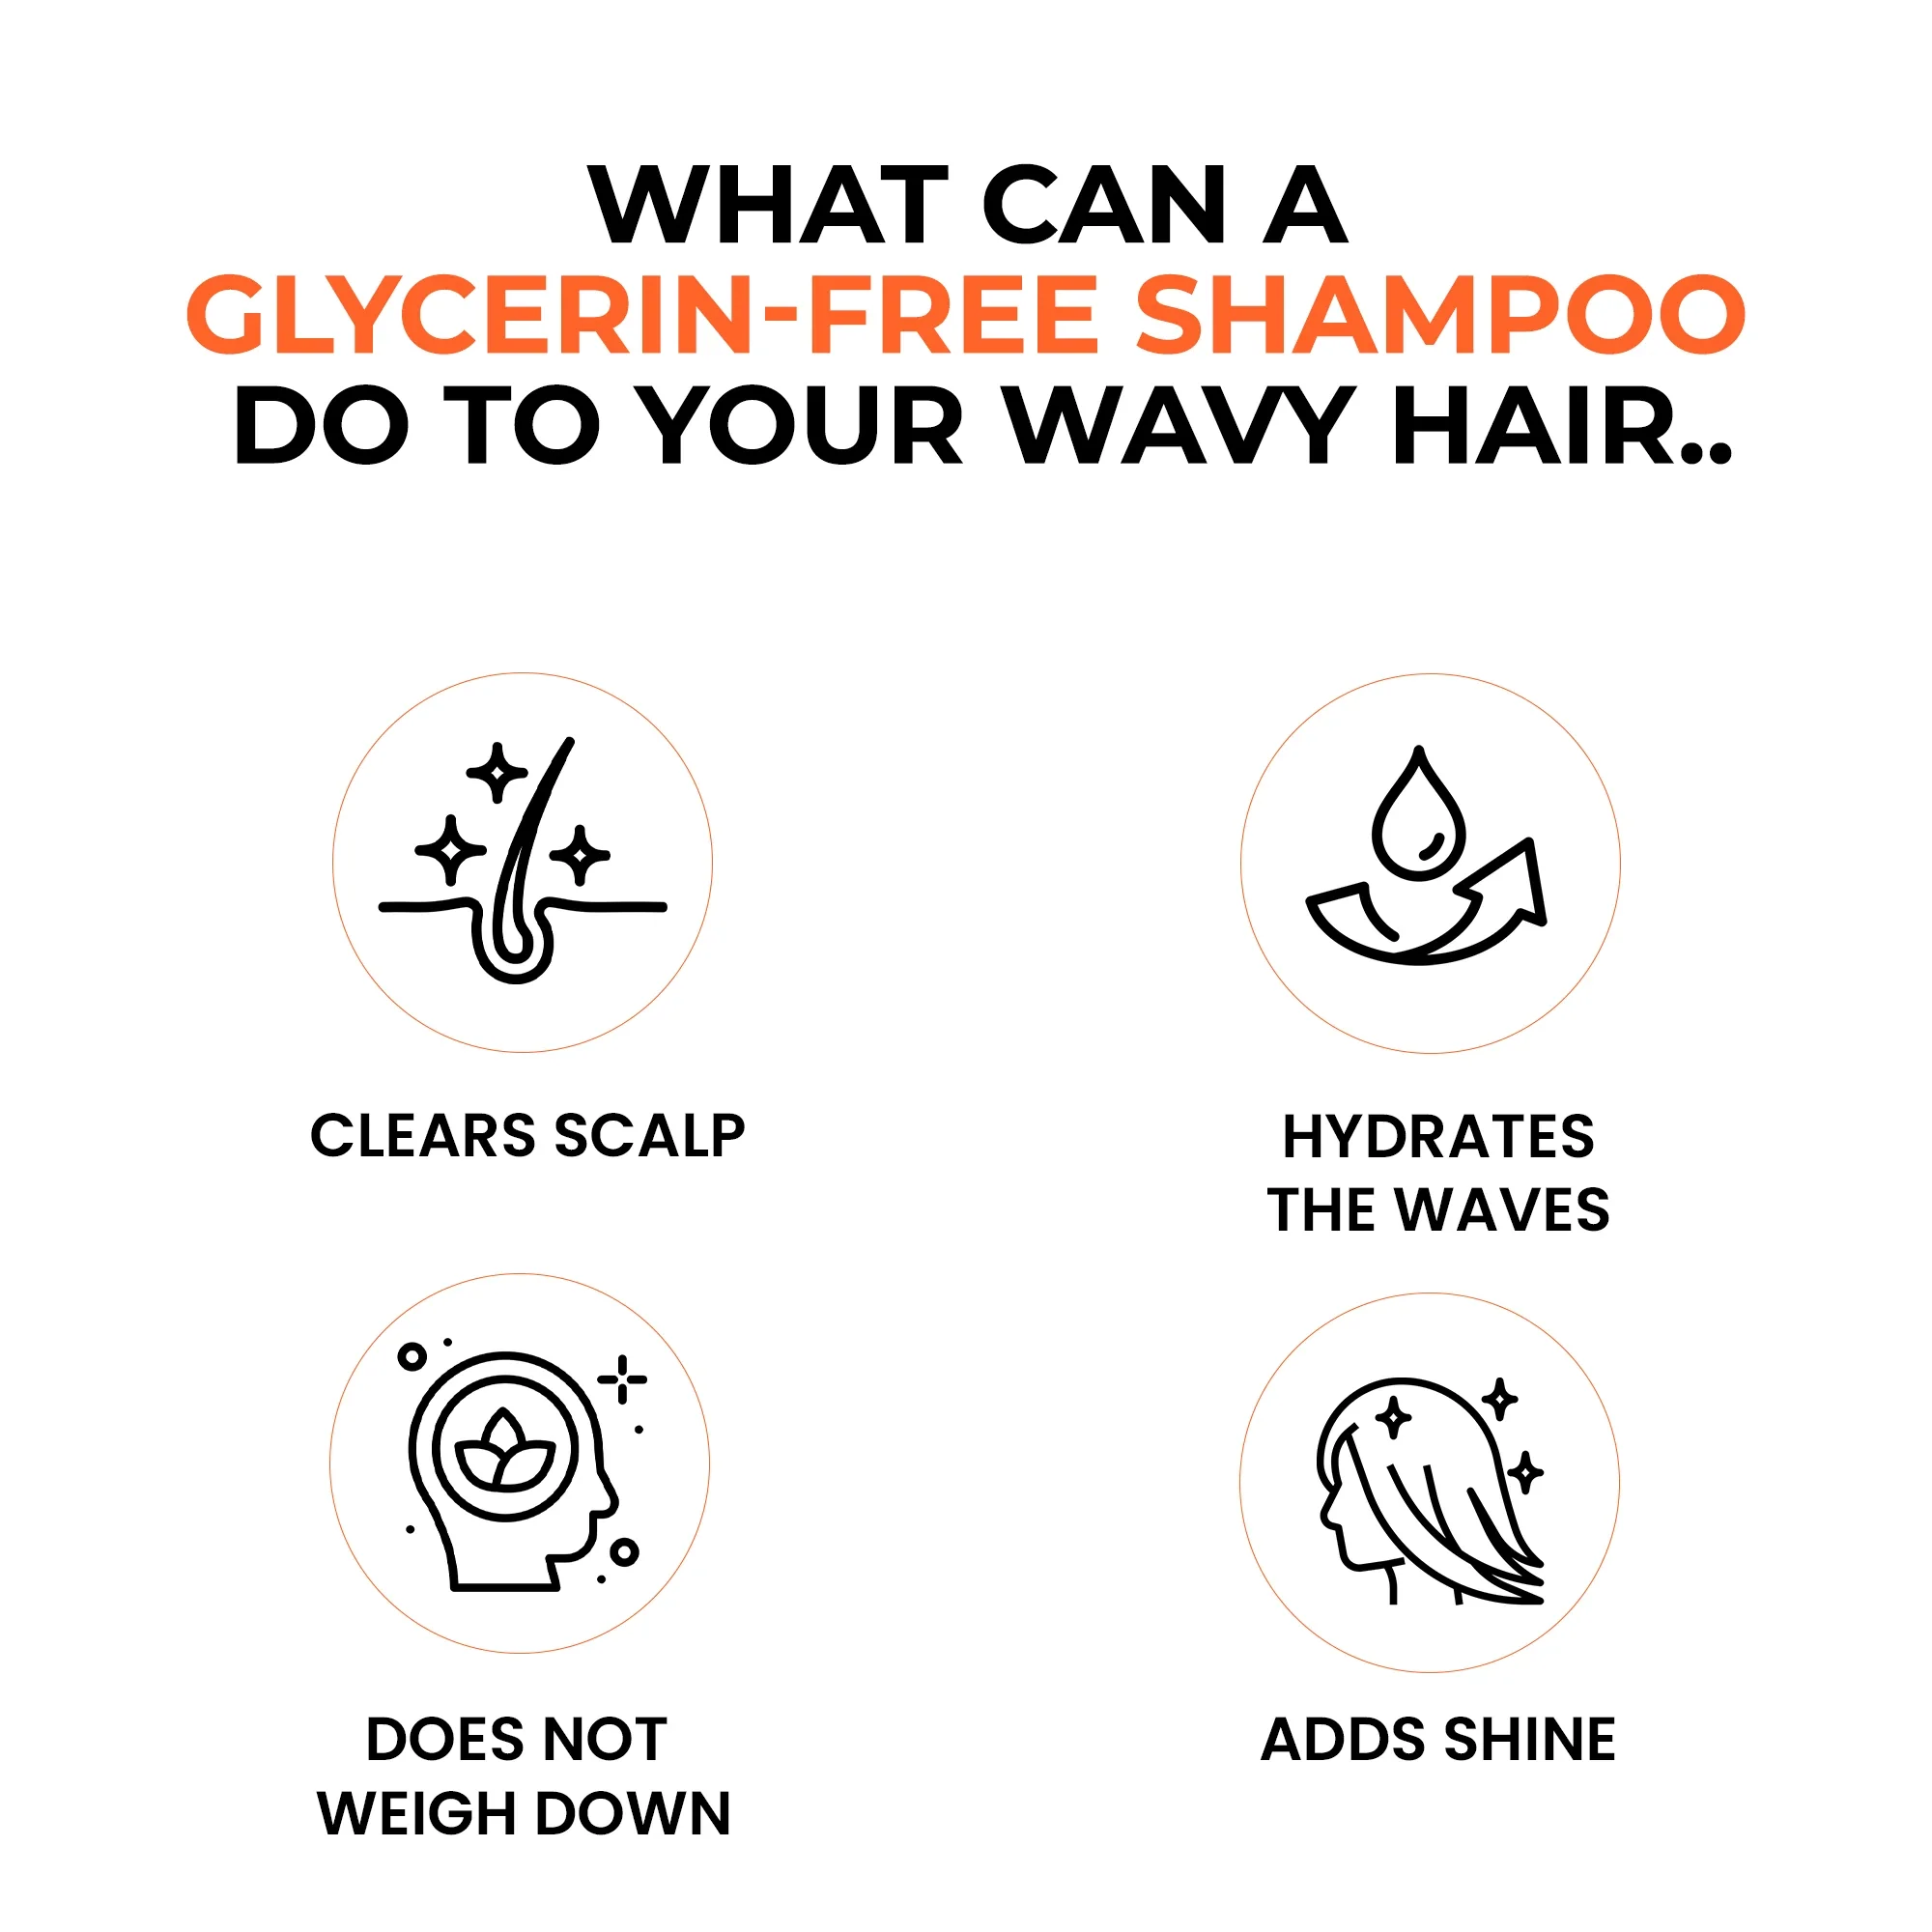 WHAT CAN A
GLYCERIN-FREE SHAMPOO
DO TO YOUR WAVY HAIR..
CLEARS SCALP
HYDRATES
THE WAVES
DOES NOT
WEIGH DOWN
ADDS SHINE